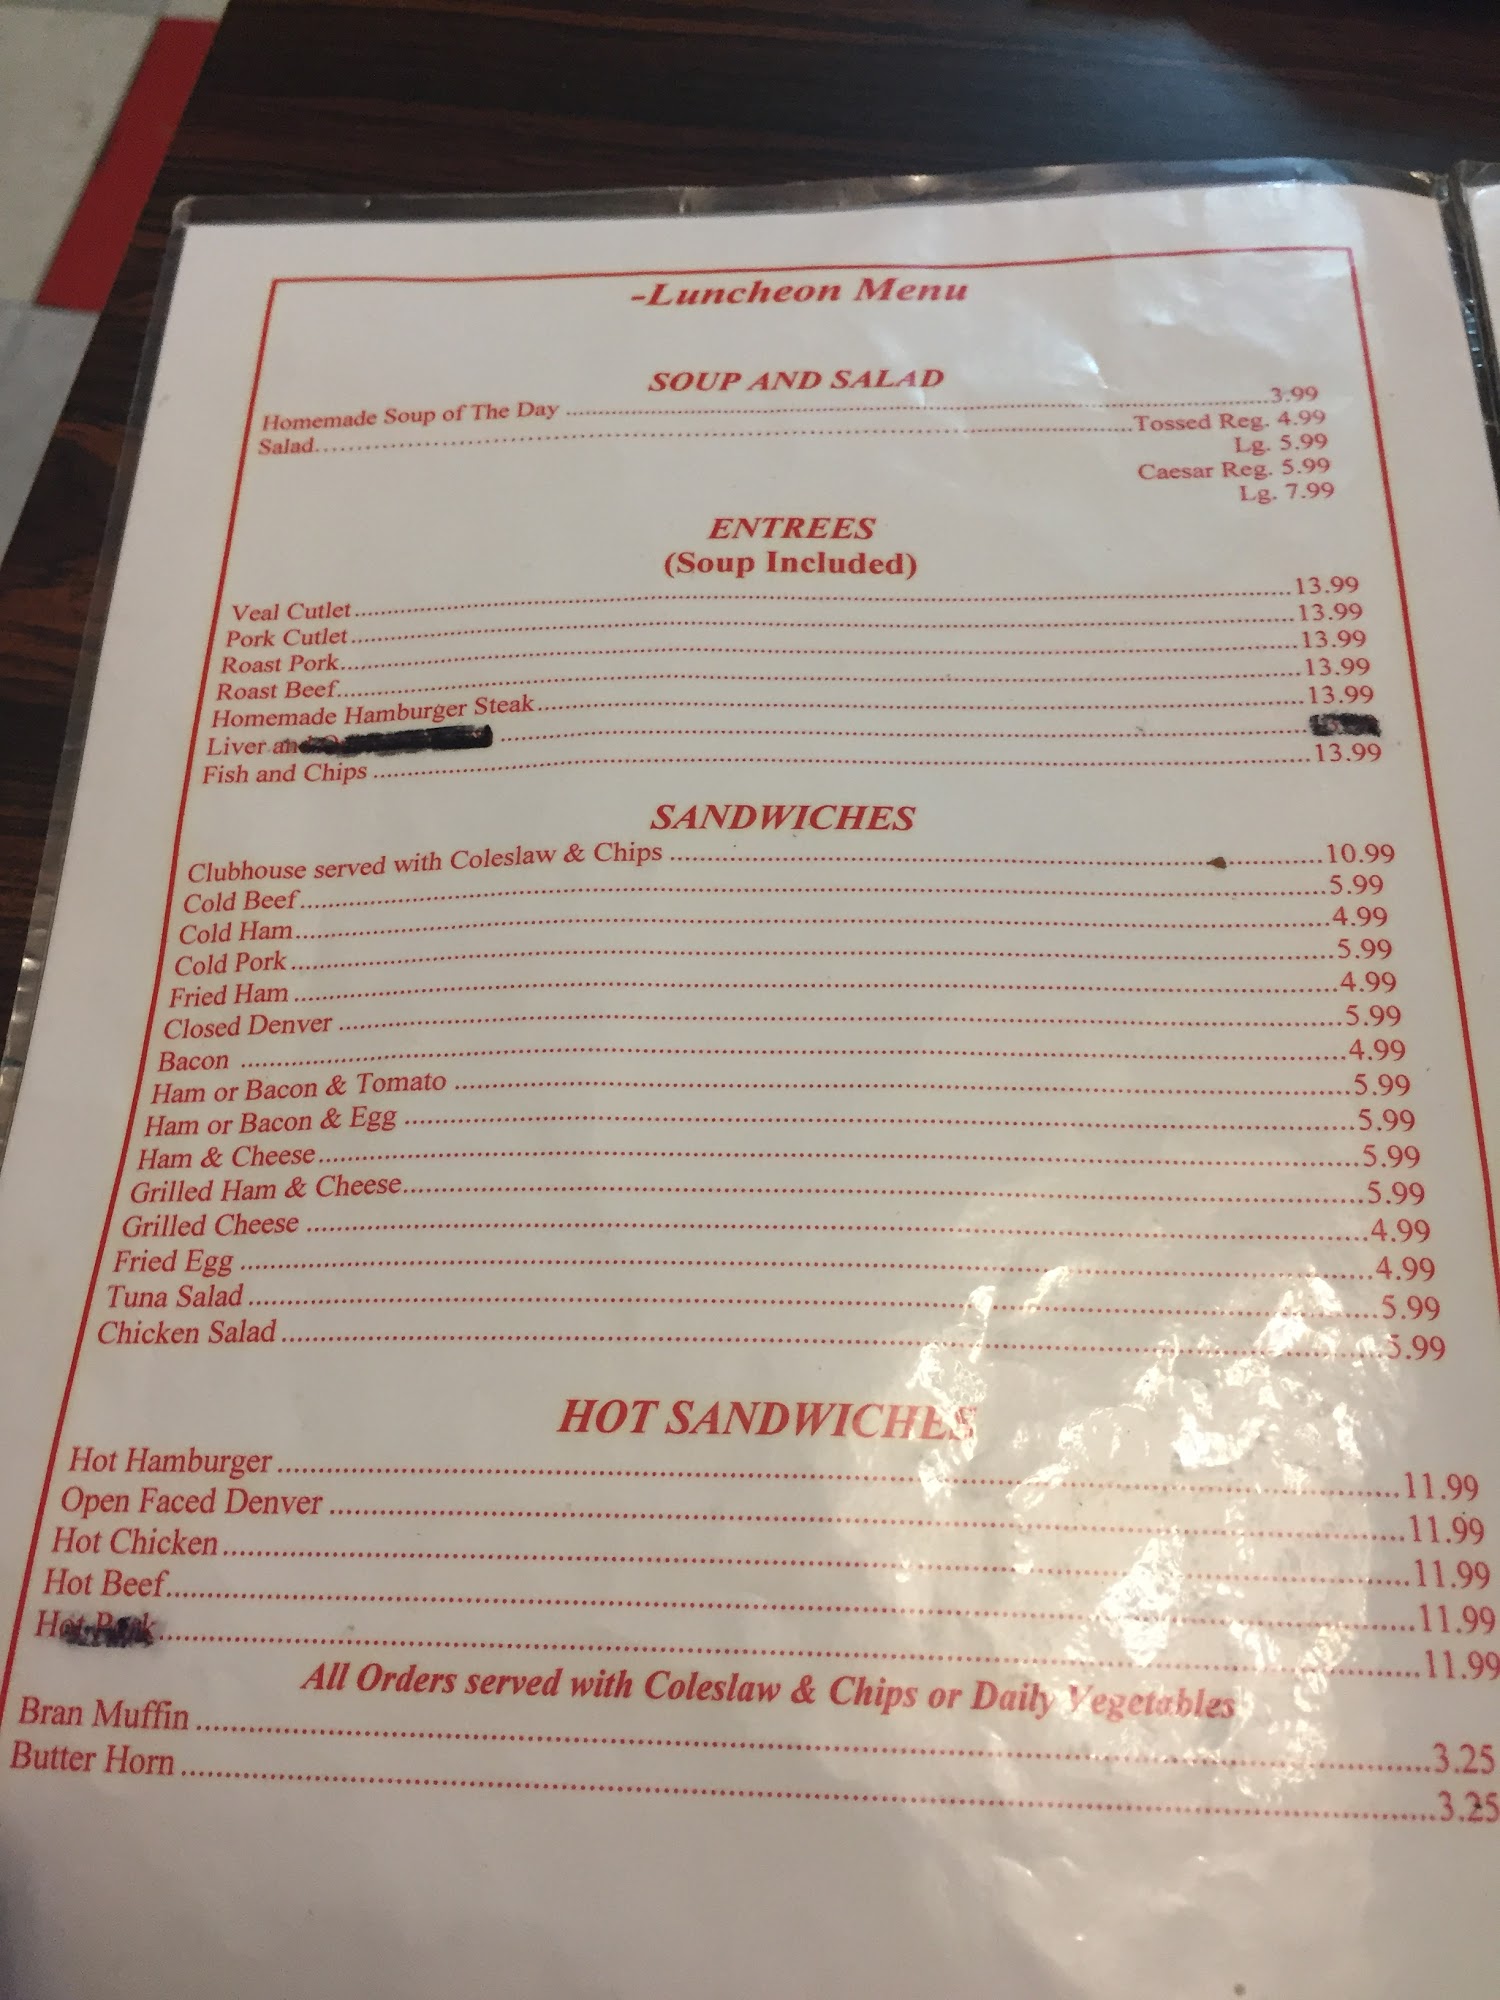 -Luncheon Menu
SOUP AND SALAD
Homemade Soup of The Day ........ 3.99
Salad ........ Tossed Reg. 4.99
Lg. 5.99
Caesar Reg. 5.99
Lg. 7.99
ENTREES
(Soup Included)
Veal Cutlet ........ 13.99
Pork Cutlet ........ 13.99
Roast Pork ........ 13.99
Roast Beef ........ 13.99
Homemade Hamburger Steak ........ 13.99
Liver ........
Fish and Chips ........ 13.99
SANDWICHES
Clubhouse served with Coleslaw & Chips ........ 10.99
Cold Beef ........ 5.99
Cold Ham ........ 4.99
Cold Pork ........ 5.99
Fried Ham ........ 4.99
Closed Denver ........ 5.99
Bacon ........ 4.99
Ham or Bacon & Tomato ........ 5.99
Ham or Bacon & Egg ........ 5.99
Ham & Cheese ........ 5.99
Grilled Ham & Cheese ........ 5.99
Grilled Cheese ........ 4.99
Fried Egg ........ 4.99
Tuna Salad ........ 5.99
Chicken Salad ........ 5.99
HOT SANDWICHES
Hot Hamburger ........ 11.99
Open Faced Denver ........ 11.99
Hot Chicken ........ 11.99
Hot Beef ........ 11.99
Hot Pork ........ 11.99
All Orders served with Coleslaw & Chips or Daily Vegetables
Bran Muffin ........ 3.25
Butter Horn ........ 3.25